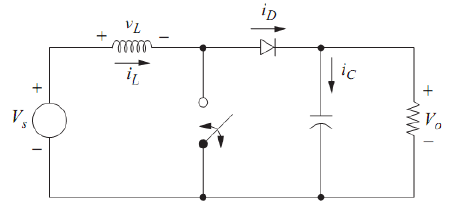 i_D
+ v_L −
i_L
i_C
+ +
V_s V_o
− −